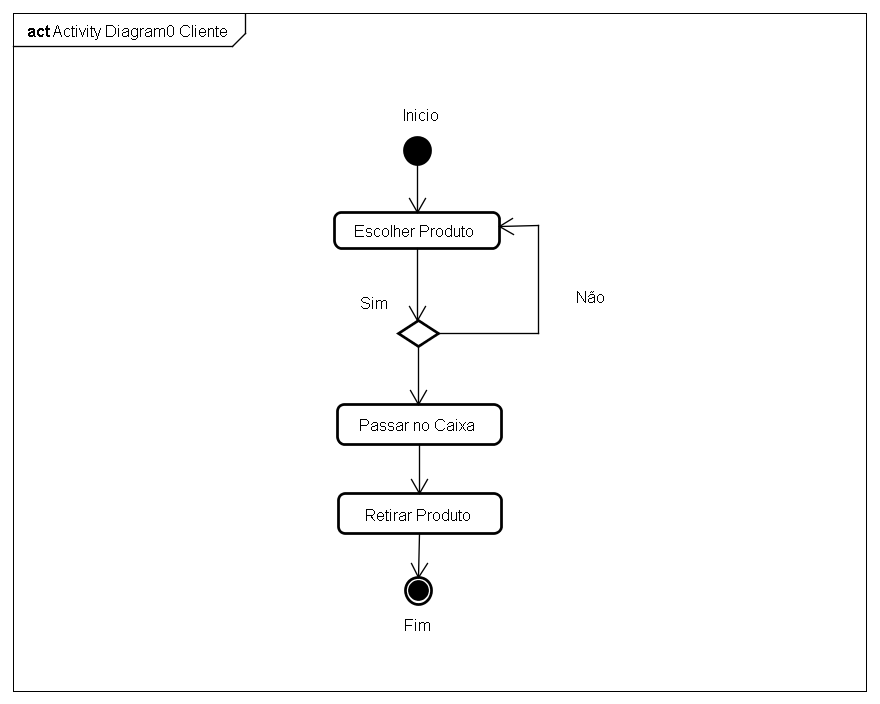 act Activity Diagram0 Cliente
Inicio
Escolher Produto
Não
Sim
Passar no Caixa
Retirar Produto
Fim